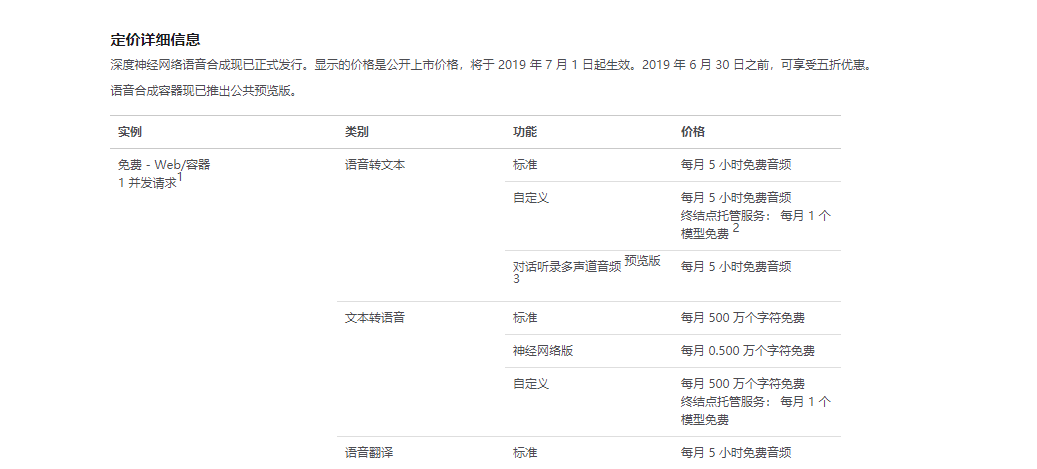 定价详细信息
深度神经网络语音合成现已正式发行。显示的价格是公开上市价格，将于 2019 年 7 月 1 日起生效。2019 年 6 月 30 日之前，可享受五折优惠。
语音合成容器现已推出公共预览版。
实例 类别 功能 价格
免费 - Web/容器 语音转文本 标准 每月 5 小时免费音频
1 并发请求1
自定义 每月 5 小时免费音频
终结点托管服务： 每月 1 个
模型免费 2
对话听录多声道音频 预览版 每月 5 小时免费音频
3
文本转语音 标准 每月 500 万个字符免费
神经网络版 每月 0.500 万个字符免费
自定义 每月 500 万个字符免费
终结点托管服务： 每月 1 个
模型免费
语音翻译 标准 每月 5 小时免费音频